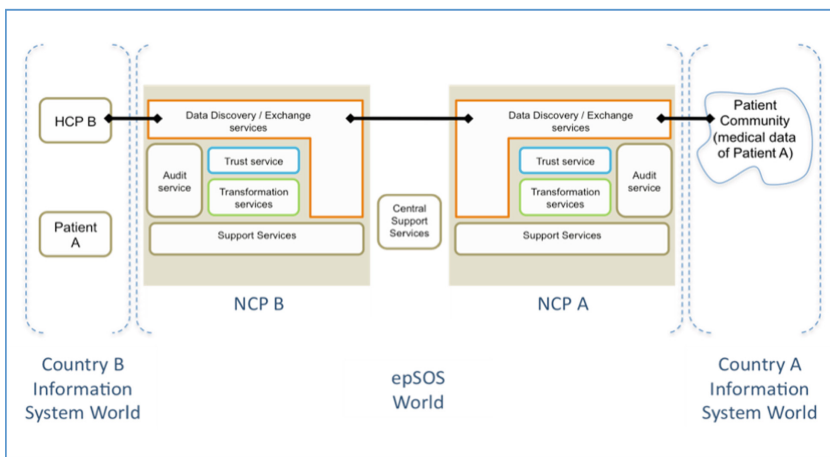 HCP B
Patient
A
Data Discovery / Exchange
services
Audit
service
Trust service
Transformation
services
Support Services
NCP B
Central
Support
Services
Data Discovery / Exchange
services
Trust service
Transformation
services
Audit
service
Support Services
NCP A
Patient
Community
(medical data
of Patient A)
Country B
Information
System World
epSOS
World
Country A
Information
System World